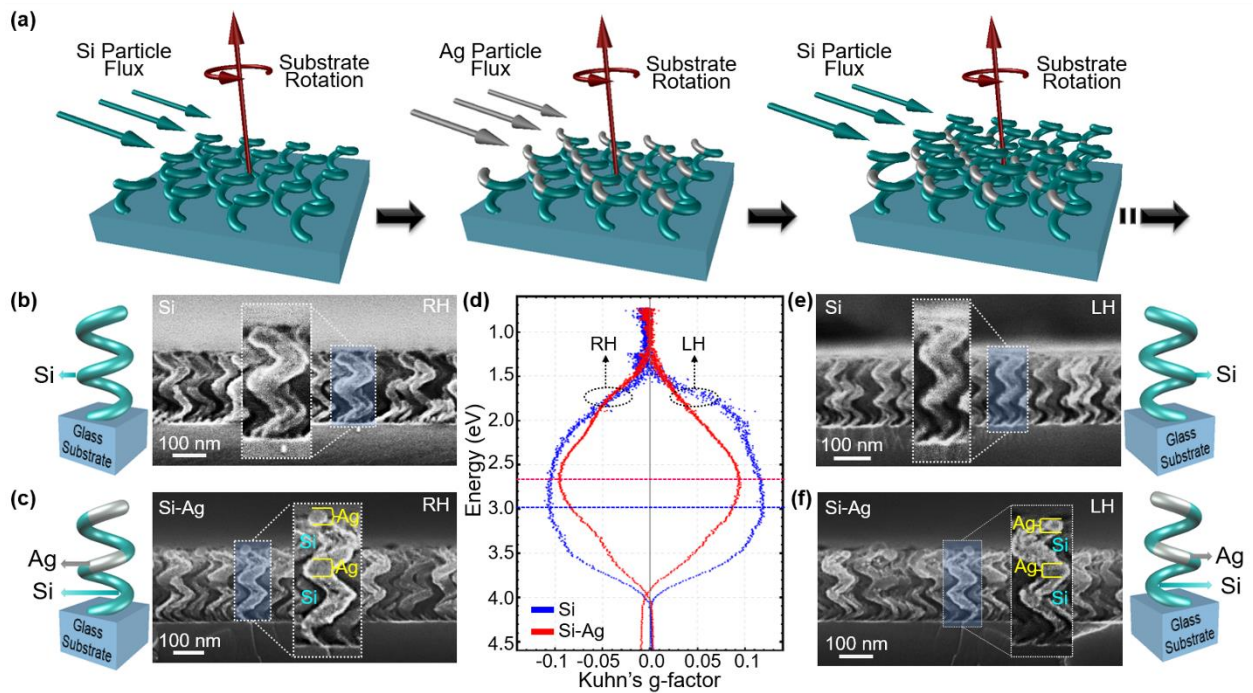 (a)
Si Particle
Flux
Substrate
Rotation
Ag Particle
Flux
Substrate
Rotation
Si Particle
Flux
Substrate
Rotation
(b)
Si
Glass
Substrate
Si
RH
100 nm
(c)
Ag
Si
Glass
Substrate
Si-Ag
RH
Ag
Si
Ag
Si
100 nm
(d)
Energy (eV)
1.0
1.5
2.0
2.5
3.0
3.5
4.0
4.5
RH
LH
Si
Si-Ag
-0.1
-0.05
0.0
0.05
0.1
Kuhn's g-factor
(e)
Si
LH
100 nm
Si
Glass
Substrate
(f)
Si-Ag
LH
Ag
Si
Ag
Si
100 nm
Ag
Si
Glass
Substrate